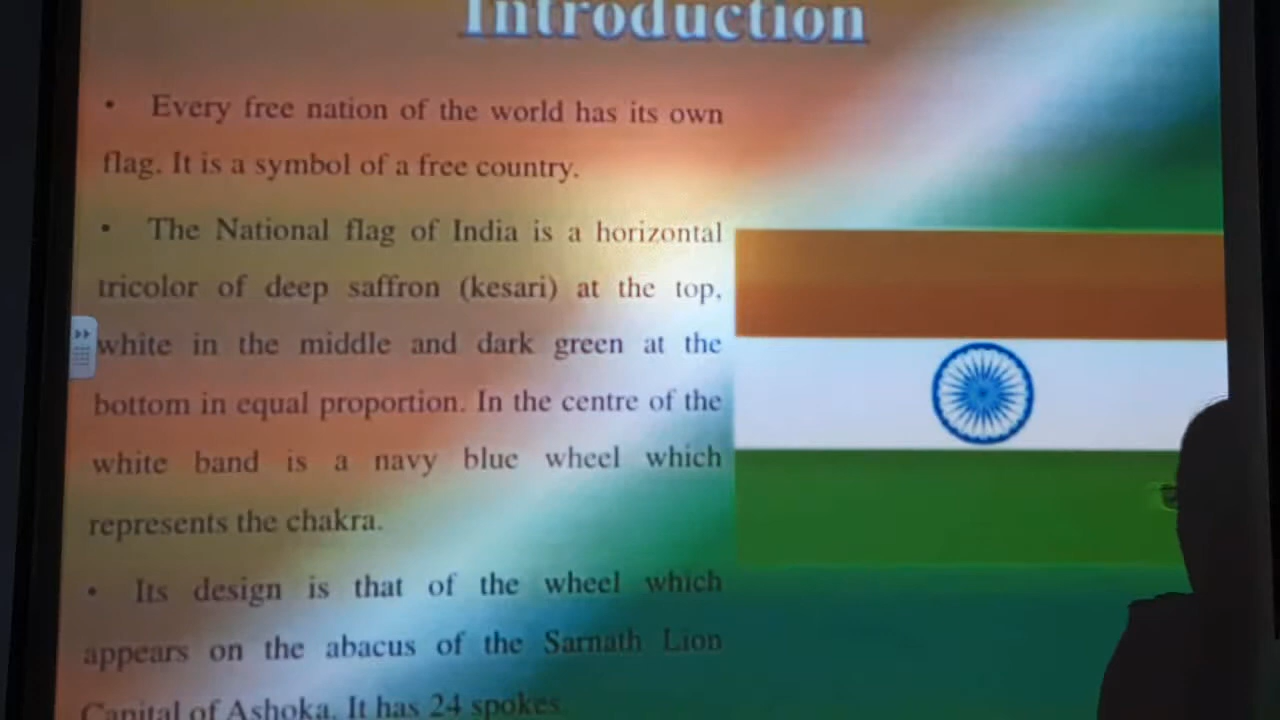 Introduction
• Every free nation of the world has its own
flag. It is a symbol of a free country.
• The National flag of India is a horizontal
tricolor of deep saffron (kesari) at the top,
white in the middle and dark green at the
bottom in equal proportion. In the centre of the
white band is a navy blue wheel which
represents the chakra.
• Its design is that of the wheel which
appears on the abacus of the Sarnath Lion
Capital of Ashoka. It has 24 spokes.